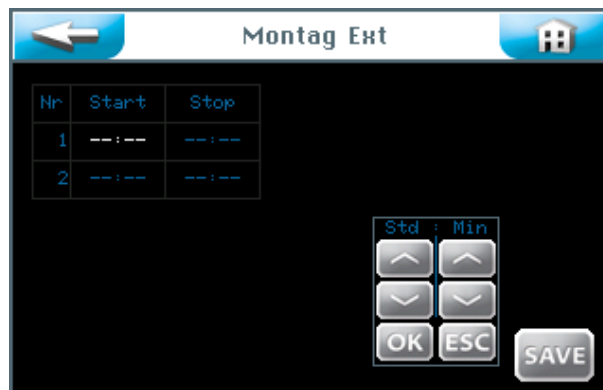 Montag Ext
Nr Start Stop
1 --:-- --:--
2 --:-- --:--
Std : Min
OK ESC
SAVE